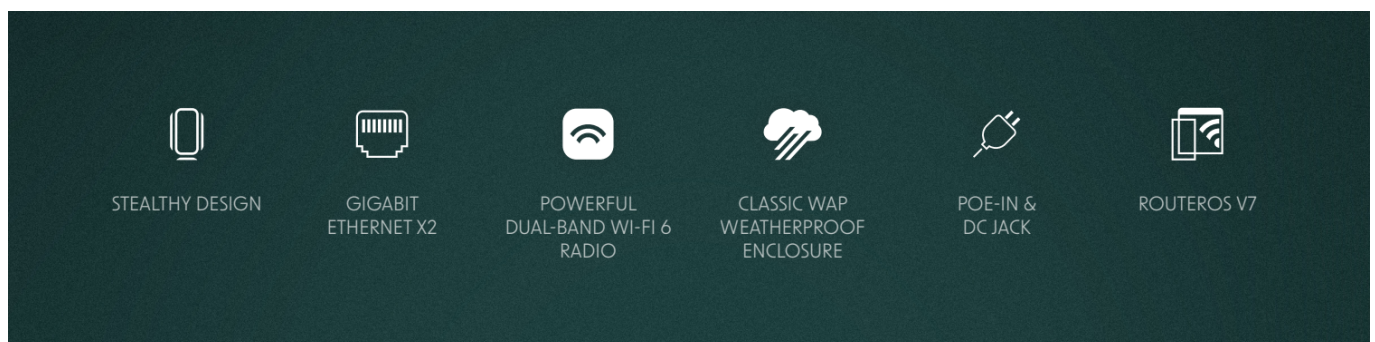 STEALTHY DESIGN
GIGABIT
ETHERNET X2
POWERFUL
DUAL-BAND WI-FI 6
RADIO
CLASSIC WAP
WEATHERPROOF
ENCLOSURE
POE-IN &
DC JACK
ROUTEROS V7